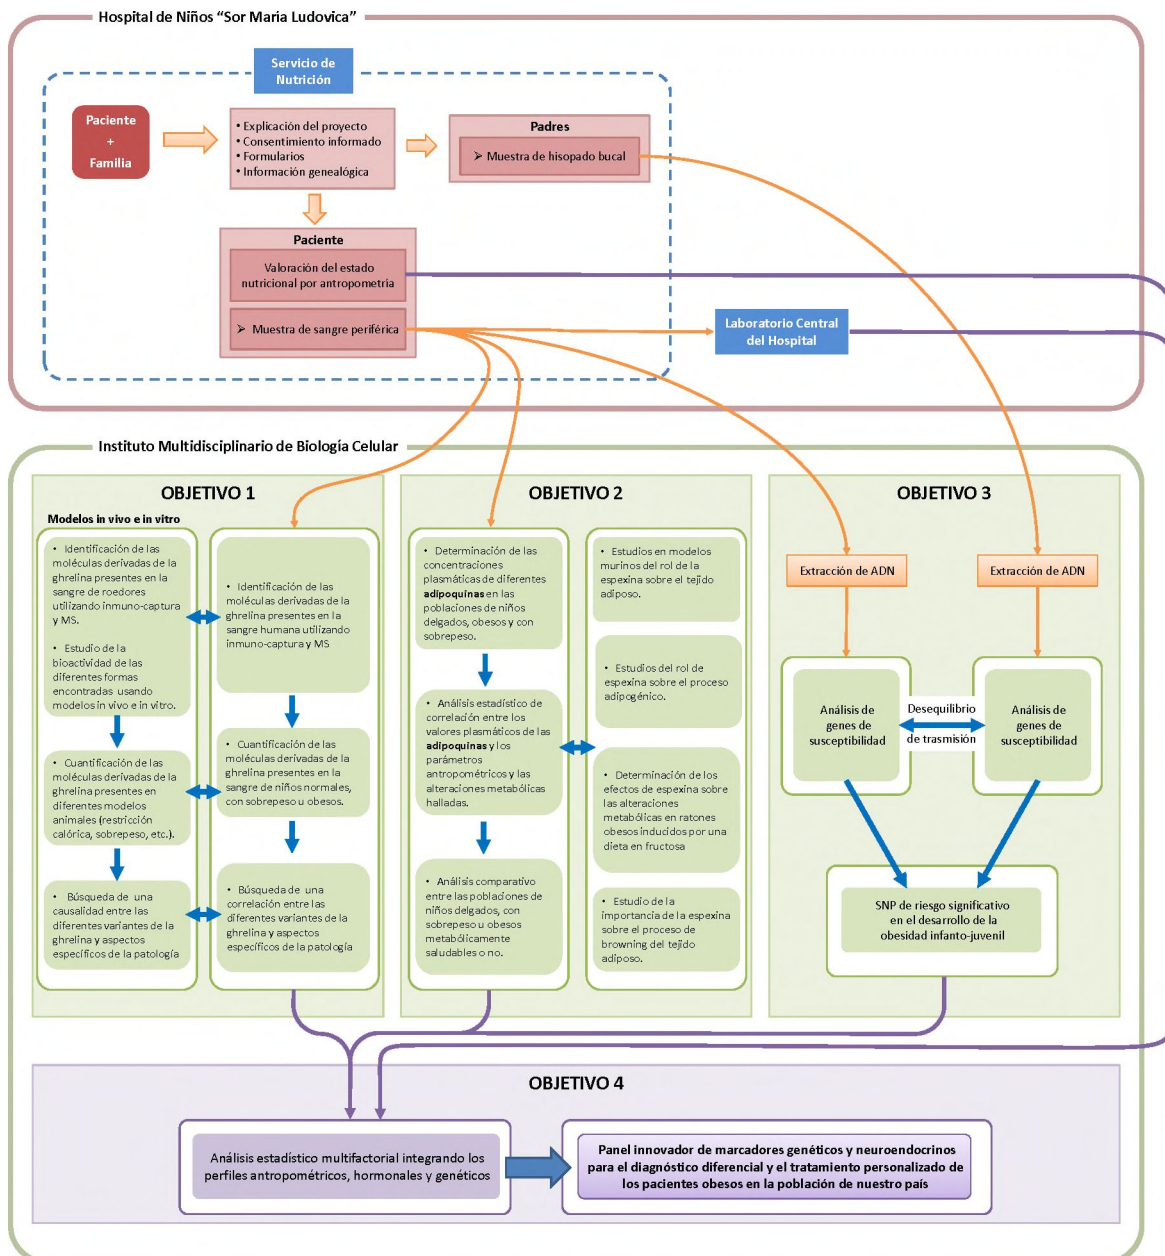 Hospital de Niños “Sor María Ludovica”
Servicio de
Nutrición
Paciente
+
Familia
• Explicación del proyecto
• Consentimiento informado
• Formularios
• Información genealógica
Padres
➢ Muestra de hisopado bucal
Paciente
Valoración del estado
nutricional por antropometría
➢ Muestra de sangre periférica
Laboratorio Central
del Hospital
Instituto Multidisciplinario de Biología Celular
OBJETIVO 1
Modelos in vivo e in vitro
• Identificación de las
moléculas derivadas de la
ghrelina presentes en la
sangre de roedores
utilizando inmuno-captura
y MS.
• Estudio de la
bioactividad de las
diferentes formas
encontradas usando
modelos in vivo e in vitro.
• Cuantificación de las
moléculas derivadas de la
ghrelina presentes en
diferentes modelos
animales (restricción
calórica, sobrepeso, etc.).
• Búsqueda de una
causalidad entre las
diferentes variantes de la
ghrelina y aspectos
específicos de la patología
• Identificación de las
moléculas derivadas de la
ghrelina presentes en la
sangre humana utilizando
inmuno-captura y MS
• Cuantificación de las
moléculas derivadas de la
ghrelina presentes en la
sangre de niños normales,
con sobrepeso u obesos.
• Búsqueda de una
correlación entre las
diferentes variantes de la
ghrelina y aspectos
específicos de la patología
OBJETIVO 2
• Determinación de las
concentraciones
plasmáticas de diferentes
adipoquinas en las
poblaciones de niños
delgados, obesos y con
sobrepeso.
• Análisis estadístico de
correlación entre los
valores plasmáticos de las
adipoquinas y los
parámetros
antropométricos y las
alteraciones metabólicas
halladas.
• Análisis comparativo
entre las poblaciones de
niños delgados, con
sobrepeso u obesos
metabólicamente
saludables o no.
• Estudios en modelos
murinos del rol de la
espexina sobre el tejido
adiposo.
• Estudios del rol de
espexina sobre el proceso
adipogénico.
• Determinación de los
efectos de espexina sobre
las alteraciones
metabólicas en ratones
obesos inducidos por una
dieta en fructosa
• Estudio de la
importancia de la espexina
sobre el proceso de
browning del tejido
adiposo.
OBJETIVO 3
Extracción de ADN
Extracción de ADN
Análisis de
genes de
susceptibilidad
Desequilibrio
de trasmisión
Análisis de
genes de
susceptibilidad
SNP de riesgo significativo
en el desarrollo de la
obesidad infanto-juvenil
OBJETIVO 4
Análisis estadístico multifactorial integrando los
perfiles antropométricos, hormonales y genéticos
Panel innovador de marcadores genéticos y neuroendocrinos
para el diagnóstico diferencial y el tratamiento personalizado de
los pacientes obesos en la población de nuestro país